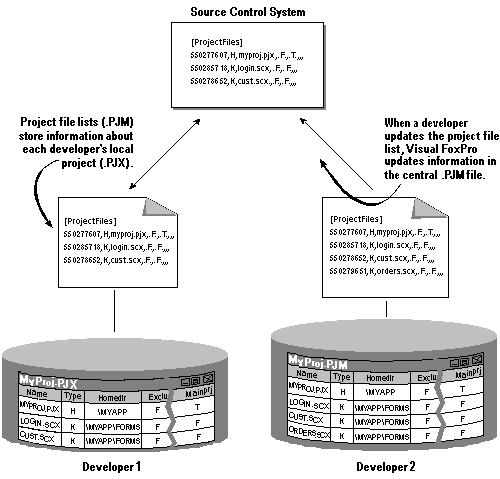 Source Control System
[ProjectFiles]
550277607,H,myproj.pjx,.F.,.T.,,,
550285718,K,login.scx,.F.,.F.,,,
550278652,K,cust.scx.,.F.,.F.,,,
Project file lists (.PJM)
store information about
each developer's local
project (.PJX).
When a developer
updates the project file
list, Visual FoxPro
updates information in
the central .PJM file.
[ProjectFiles]
550277607,H,myproj.pjx,.F.,.T.,,,
550285718,K,login.scx,.F.,.F.,,,
550278652,K,cust.scx,.F.,.F.,,,
[ProjectFiles]
550277607,H,myproj.pjx,.F.,.T.,,,
550285718,K,login.scx,.F.,.F.,,,
550278652,K,cust.scx,.F.,.F.,,,
550279651,K,orders.scx,.F.,.F.,,,
MyProj.PJX
Name Type Homedir Exclu Mainprj
MYPROJ.PJX H \MYAPP F T
LOGIN.SCX K \MYAPP\FORMS F F
CUST.SCX K \MYAPP\FORMS F F
Developer 1
MyProj.PJM
Name Type Homedir Exclu Mainprj
MYPROJ.PJX H \MYAPP F T
LOGIN.SCX K \MYAPP\FORMS F F
CUST.SCX K \MYAPP\FORMS F F
ORDERS.SCX K \MYAPP\FORMS F F
Developer 2